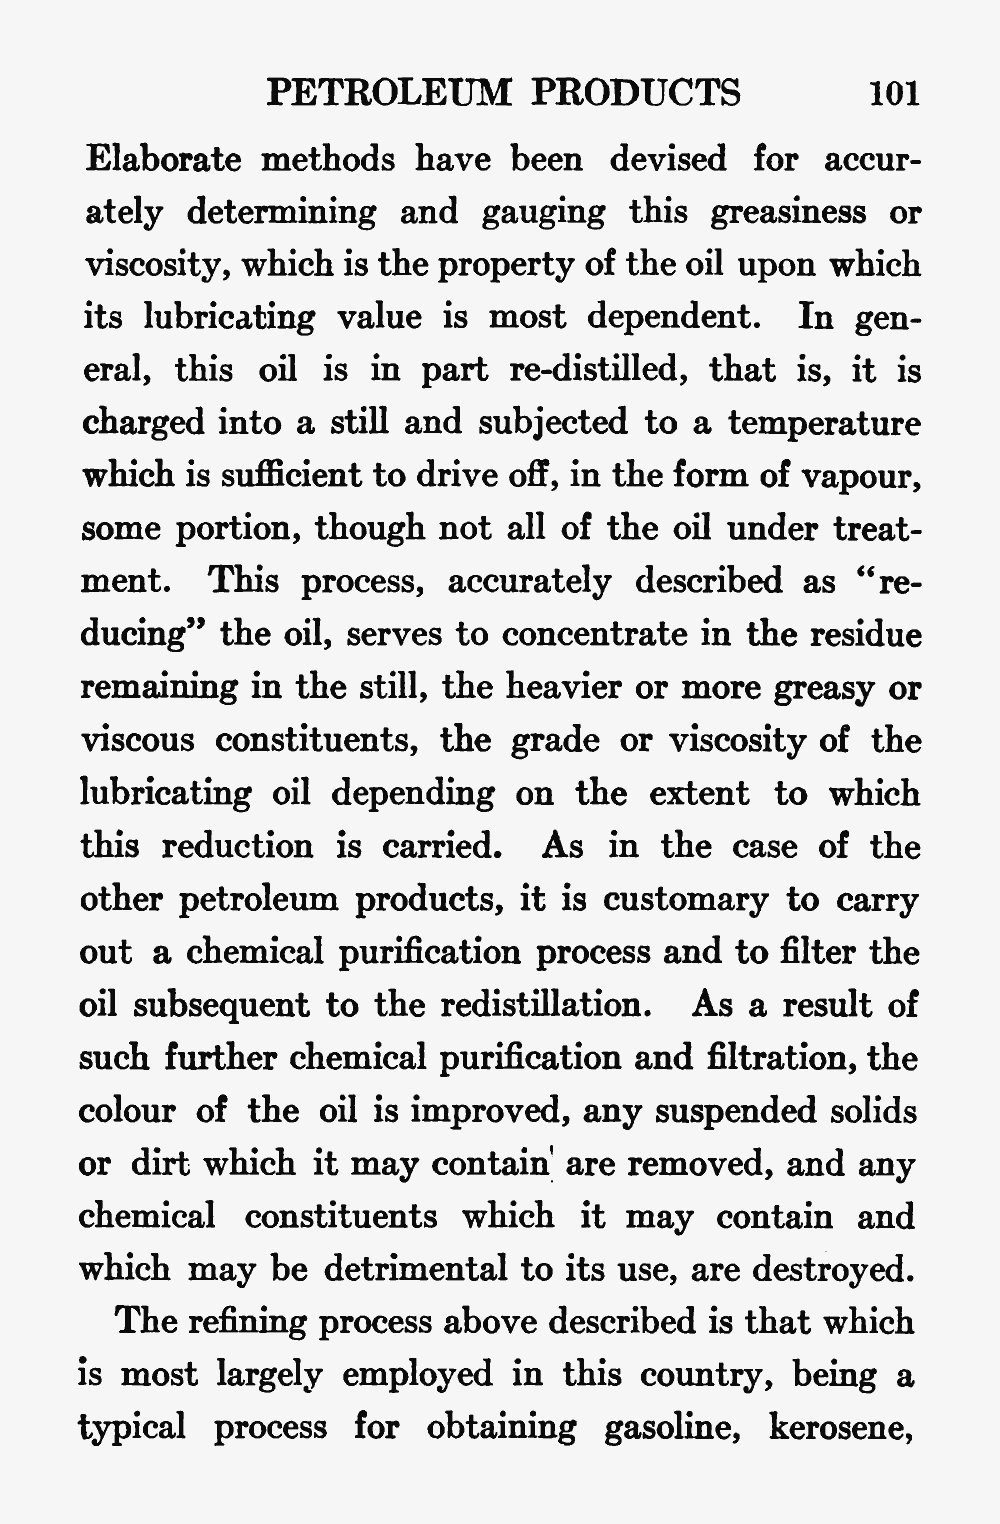 PETROLEUM PRODUCTS 101
Elaborate methods have been devised for accur-
ately determining and gauging this greasiness or
viscosity, which is the property of the oil upon which
its lubricating value is most dependent. In gen-
eral, this oil is in part re-distilled, that is, it is
charged into a still and subjected to a temperature
which is sufficient to drive off, in the form of vapour,
some portion, though not all of the oil under treat-
ment. This process, accurately described as “re-
ducing” the oil, serves to concentrate in the residue
remaining in the still, the heavier or more greasy or
viscous constituents, the grade or viscosity of the
lubricating oil depending on the extent to which
this reduction is carried. As in the case of the
other petroleum products, it is customary to carry
out a chemical purification process and to filter the
oil subsequent to the redistillation. As a result of
such further chemical purification and filtration, the
colour of the oil is improved, any suspended solids
or dirt which it may contain' are removed, and any
chemical constituents which it may contain and
which may be detrimental to its use, are destroyed.
The refining process above described is that which
is most largely employed in this country, being a
typical process for obtaining gasoline, kerosene,